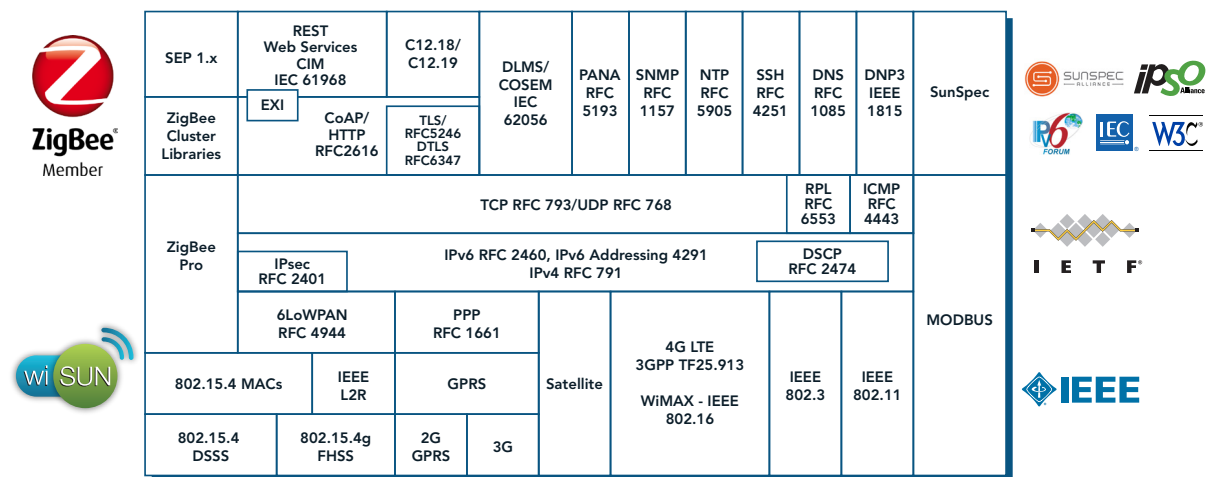 ZigBee®
Member
SEP 1.x
REST
Web Services
CIM
IEC 61968
C12.18/
C12.19
EXI
ZigBee
Cluster
Libraries
CoAP/
HTTP
RFC2616
TLS/
RFC5246
DTLS
RFC6347
DLMS/
COSEM
IEC
62056
PANA
RFC
5193
SNMP
RFC
1157
NTP
RFC
5905
SSH
RFC
4251
DNS
RFC
1085
DNP3
IEEE
1815
SunSpec
SUNSPEC
ALLIANCE
iPSO
Alliance
IPV6
FORUM
IEC®
W3C®
ZigBee
Pro
TCP RFC 793/UDP RFC 768
RPL
RFC
6553
ICMP
RFC
4443
IPsec
RFC 2401
IPv6 RFC 2460, IPv6 Addressing 4291
IPv4 RFC 791
DSCP
RFC 2474
MODBUS
I E T F®
wi SUN
6LoWPAN
RFC 4944
PPP
RFC 1661
802.15.4 MACs
IEEE
L2R
GPRS
Satellite
4G LTE
3GPP TF25.913
WiMAX - IEEE
802.16
IEEE
802.3
IEEE
802.11
IEEE
802.15.4
DSSS
802.15.4g
FHSS
2G
GPRS
3G